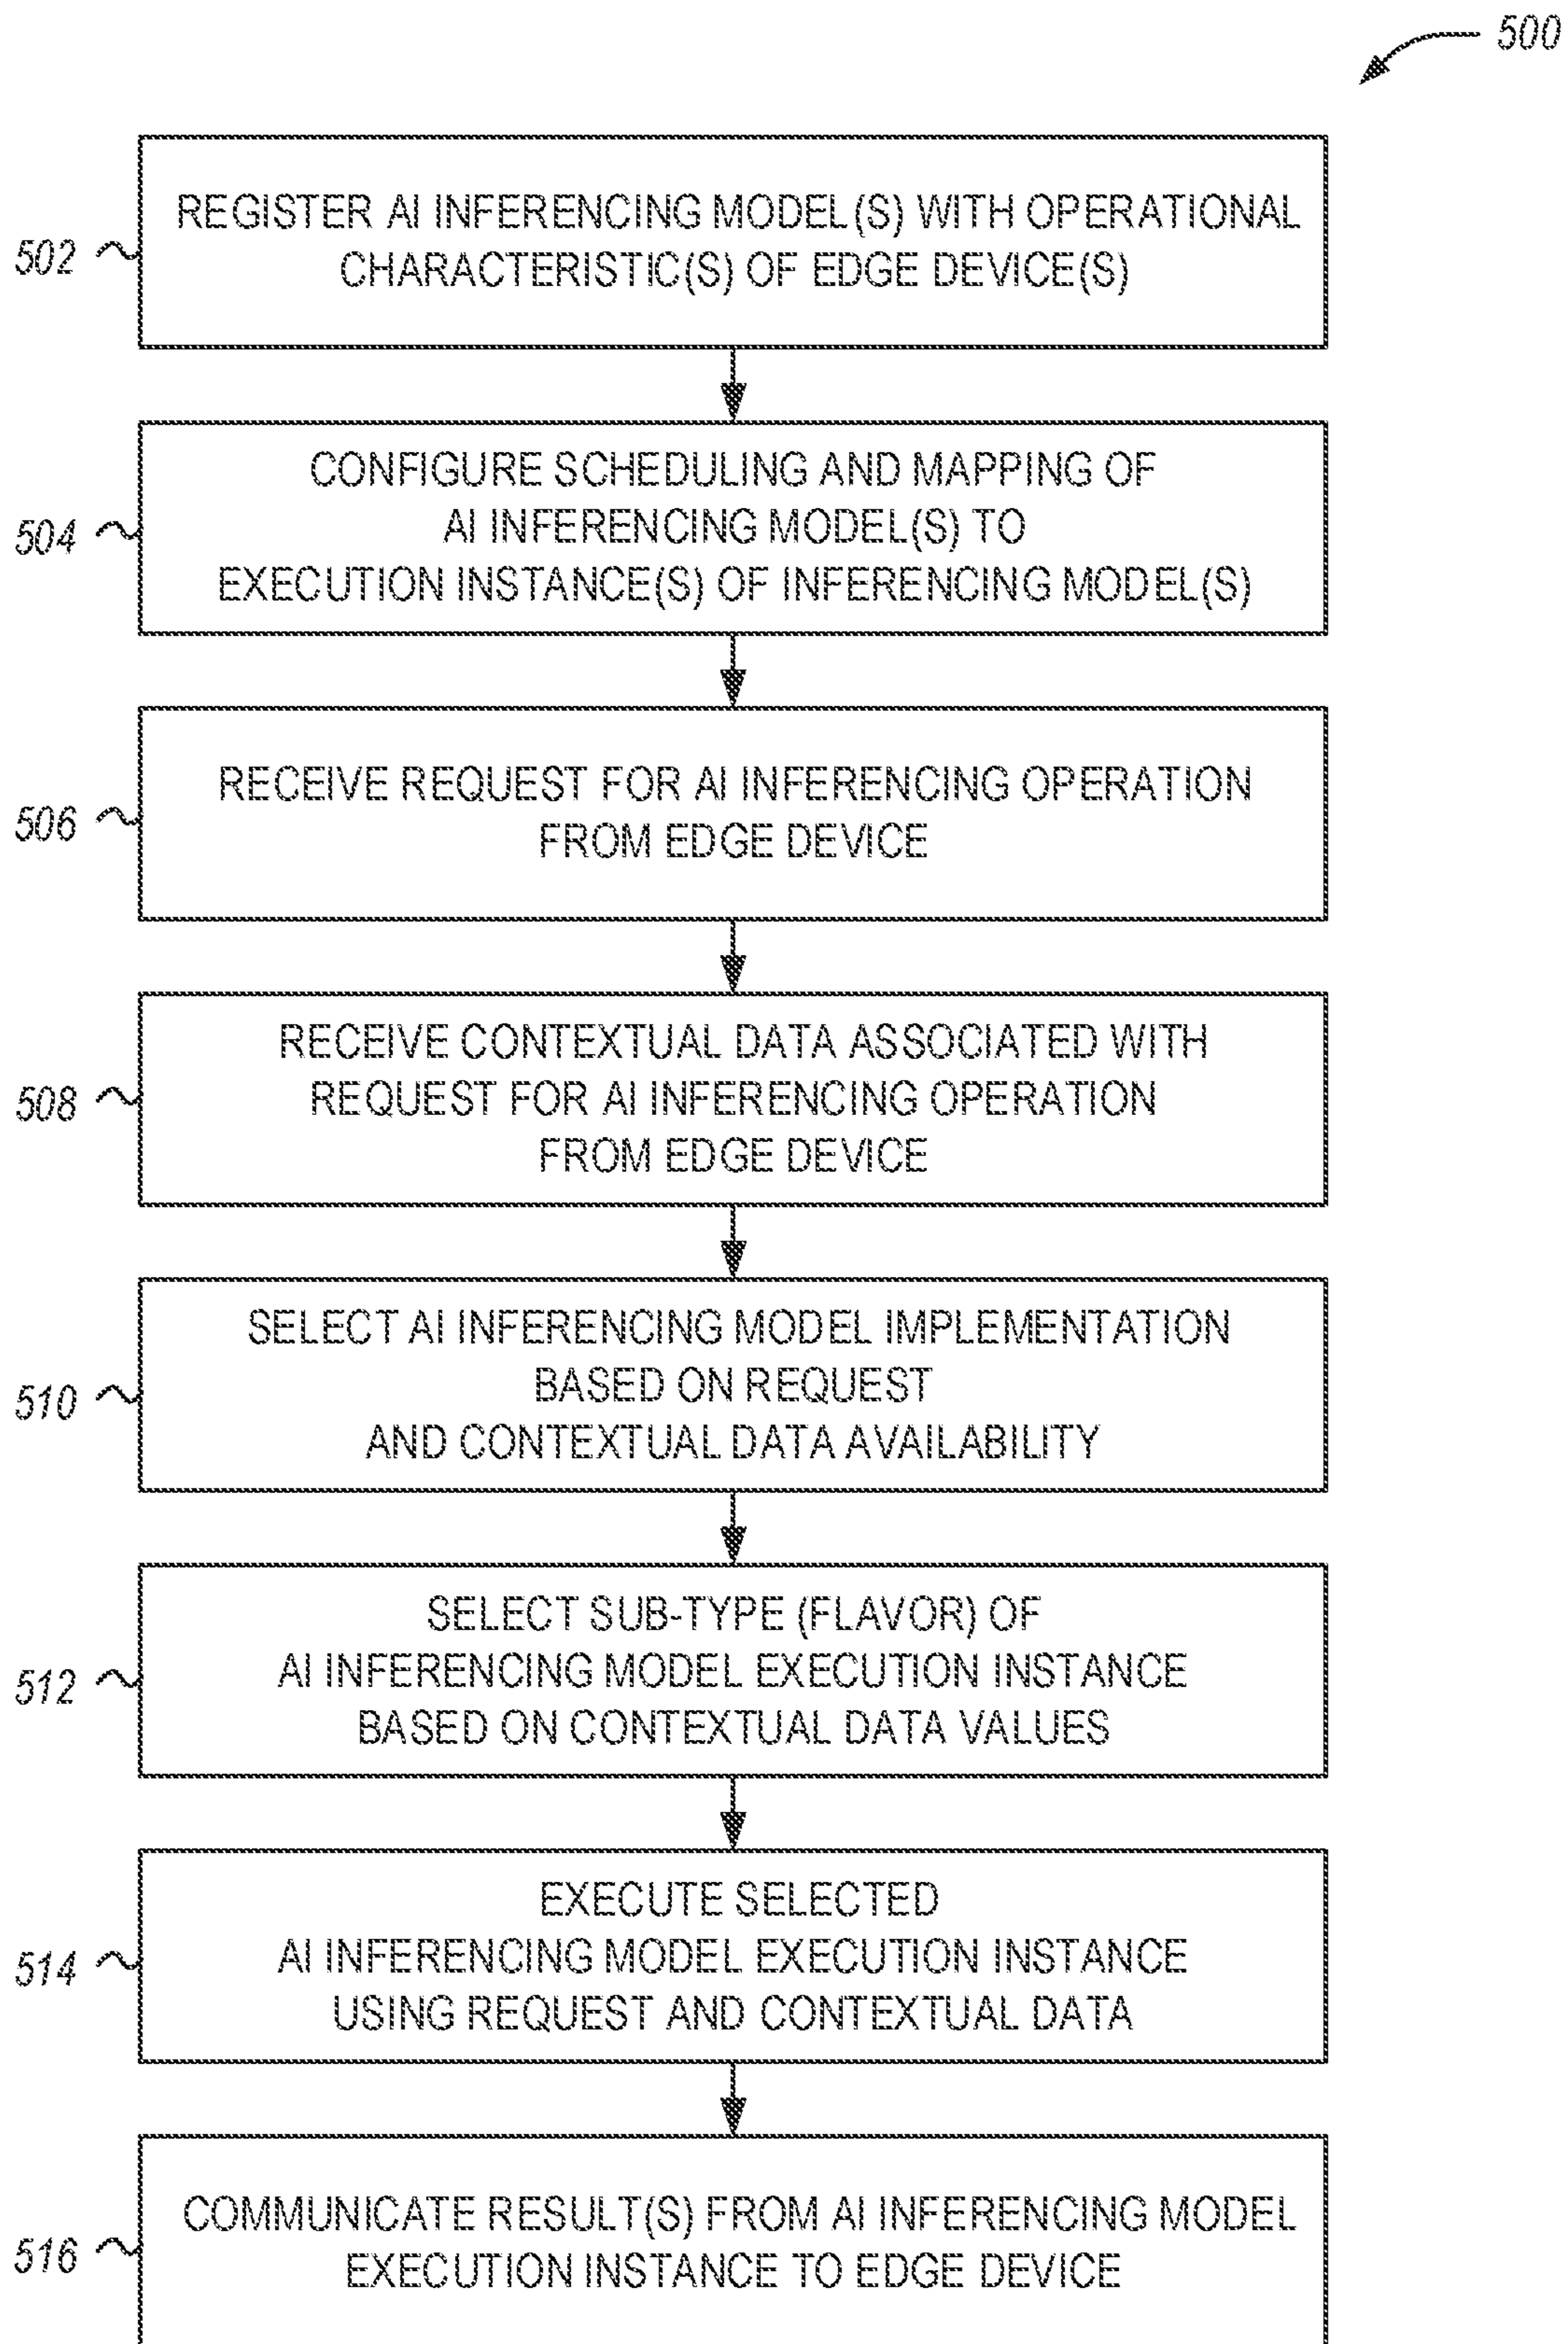 500
REGISTER AI INFERENCING MODEL(S) WITH OPERATIONAL
CHARACTERISTIC(S) OF EDGE DEVICE(S)
502
CONFIGURE SCHEDULING AND MAPPING OF
AI INFERENCING MODEL(S) TO
EXECUTION INSTANCE(S) OF INFERENCING MODEL(S)
504
RECEIVE REQUEST FOR AI INFERENCING OPERATION
FROM EDGE DEVICE
506
RECEIVE CONTEXTUAL DATA ASSOCIATED WITH
REQUEST FOR AI INFERENCING OPERATION
FROM EDGE DEVICE
508
SELECT AI INFERENCING MODEL IMPLEMENTATION
BASED ON REQUEST
AND CONTEXTUAL DATA AVAILABILITY
510
SELECT SUB-TYPE (FLAVOR) OF
AI INFERENCING MODEL EXECUTION INSTANCE
BASED ON CONTEXTUAL DATA VALUES
512
EXECUTE SELECTED
AI INFERENCING MODEL EXECUTION INSTANCE
USING REQUEST AND CONTEXTUAL DATA
514
COMMUNICATE RESULT(S) FROM AI INFERENCING MODEL
EXECUTION INSTANCE TO EDGE DEVICE
516